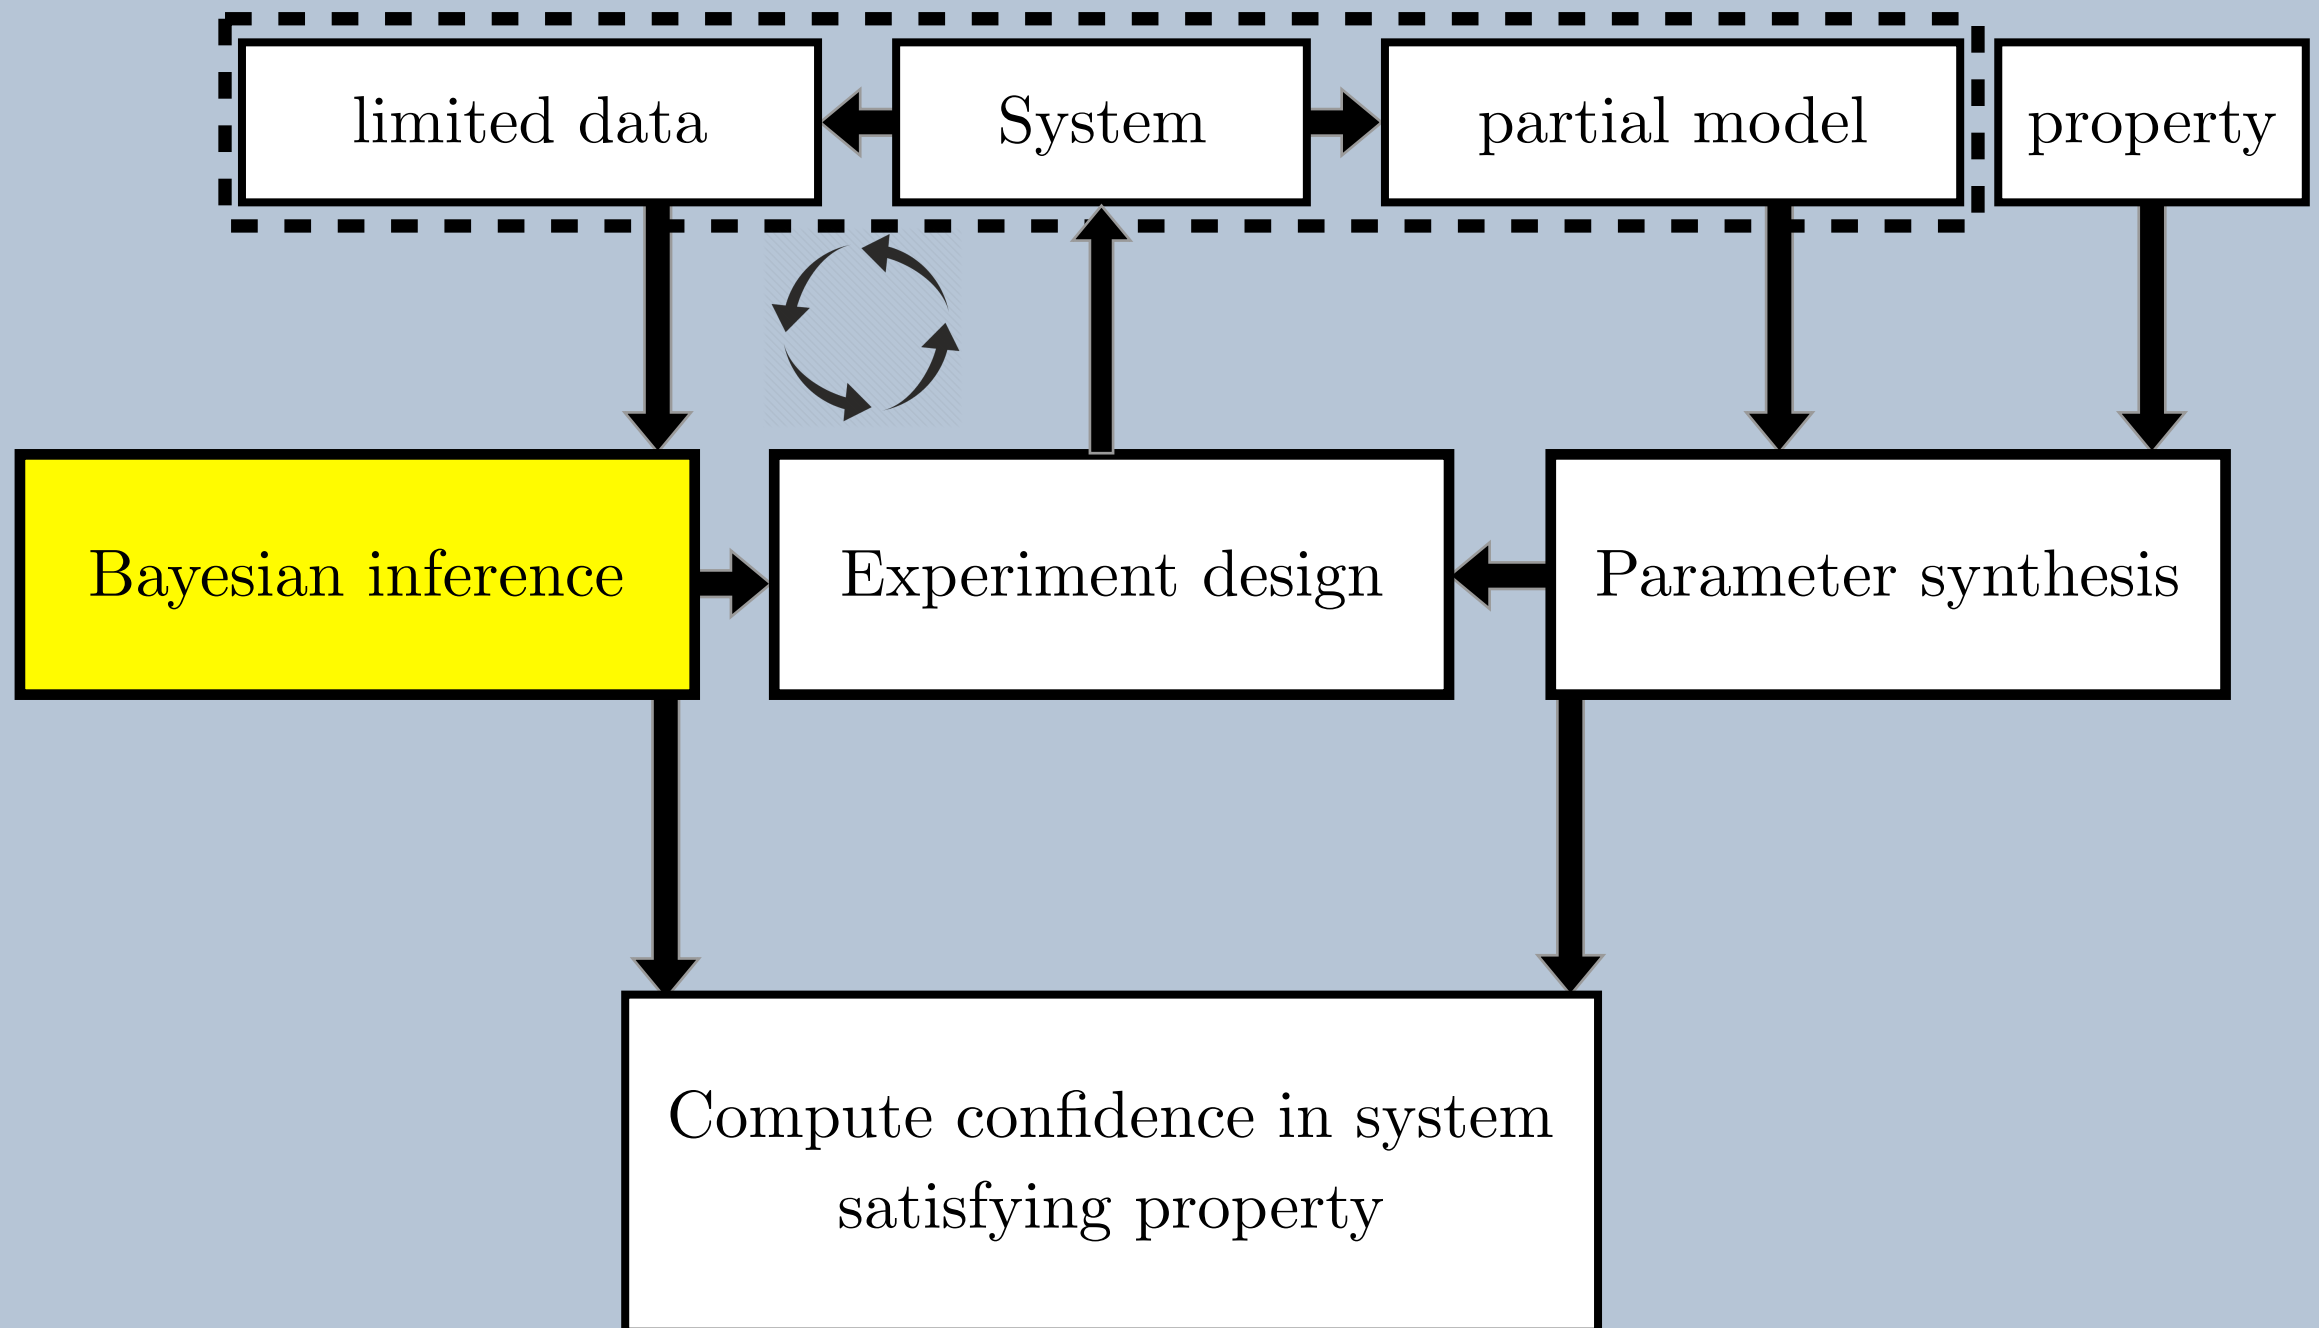 limited data
System
partial model
property
Bayesian inference
Experiment design
Parameter synthesis
Compute confidence in system
satisfying property